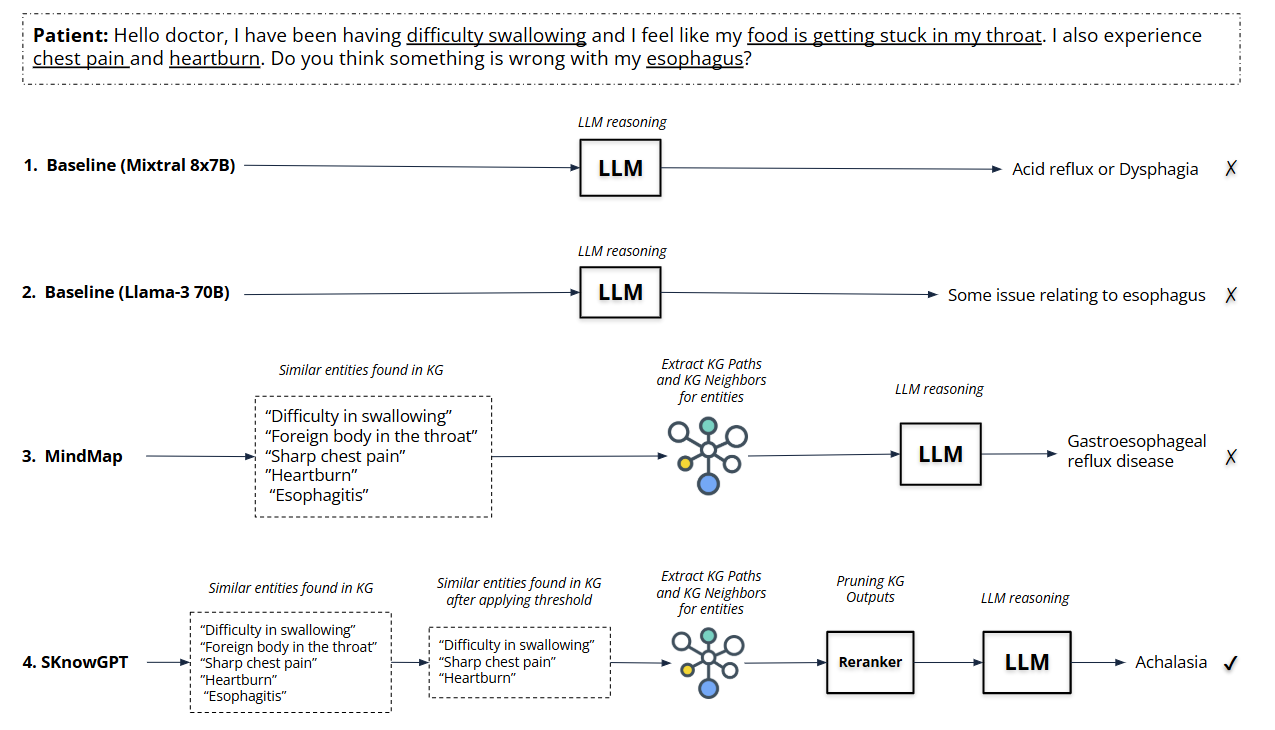 Patient: Hello doctor, I have been having difficulty swallowing and I feel like my food is getting stuck in my throat. I also experience
chest pain and heartburn. Do you think something is wrong with my esophagus?
LLM reasoning
1. Baseline (Mixtral 8x7B)
LLM
Acid reflux or Dysphagia
✗
LLM reasoning
2. Baseline (Llama-3 70B)
LLM
Some issue relating to esophagus
✗
Similar entities found in KG
Extract KG Paths
and KG Neighbors
for entities
LLM reasoning
3. MindMap
“Difficulty in swallowing”
“Foreign body in the throat”
“Sharp chest pain”
”Heartburn”
“Esophagitis”
LLM
Gastroesophageal
reflux disease
✗
Similar entities found in KG
Similar entities found in KG
after applying threshold
Extract KG Paths
and KG Neighbors
for entities
Pruning KG
Outputs
LLM reasoning
4. SKnowGPT
“Difficulty in swallowing”
“Foreign body in the throat”
“Sharp chest pain”
”Heartburn”
“Esophagitis”
“Difficulty in swallowing”
“Sharp chest pain”
“Heartburn”
Reranker
LLM
Achalasia
✓